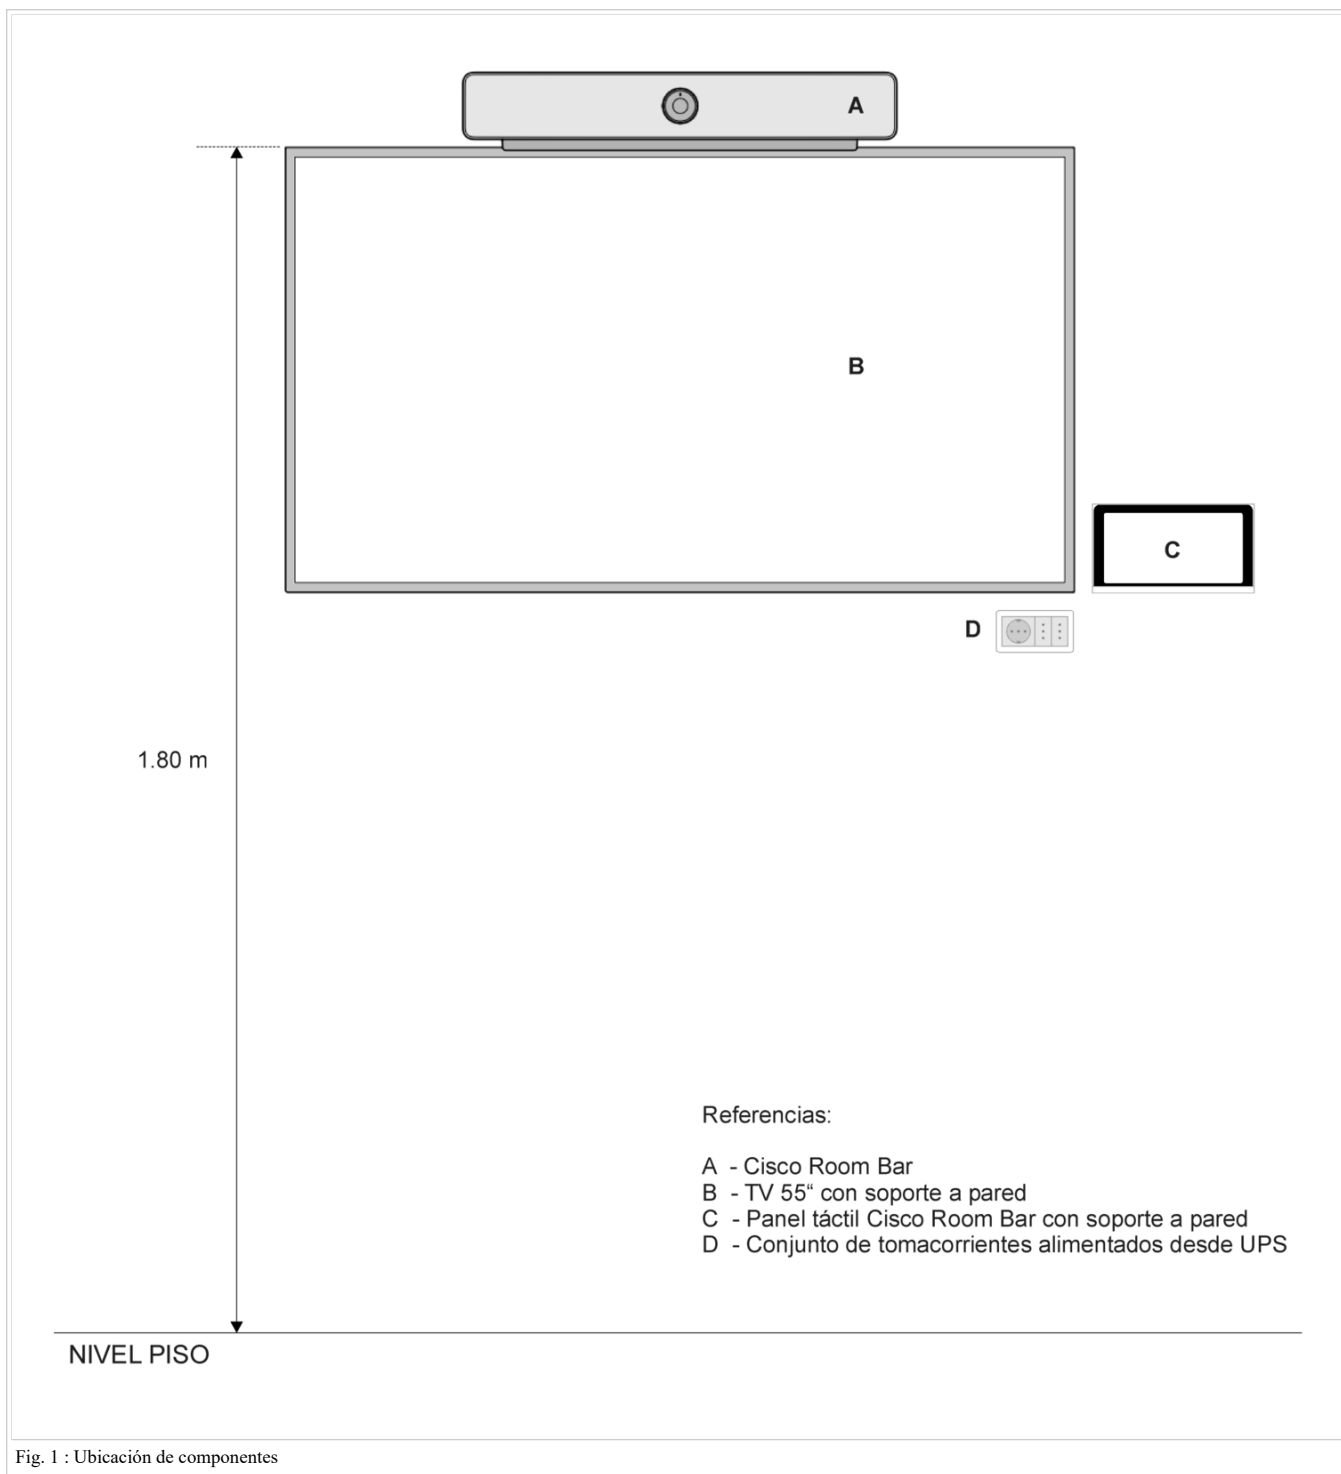 A
B
C
D
1.80 m
Referencias:
A - Cisco Room Bar
B - TV 55“ con soporte a pared
C - Panel táctil Cisco Room Bar con soporte a pared
D - Conjunto de tomacorrientes alimentados desde UPS
NIVEL PISO
Fig. 1 : Ubicación de componentes